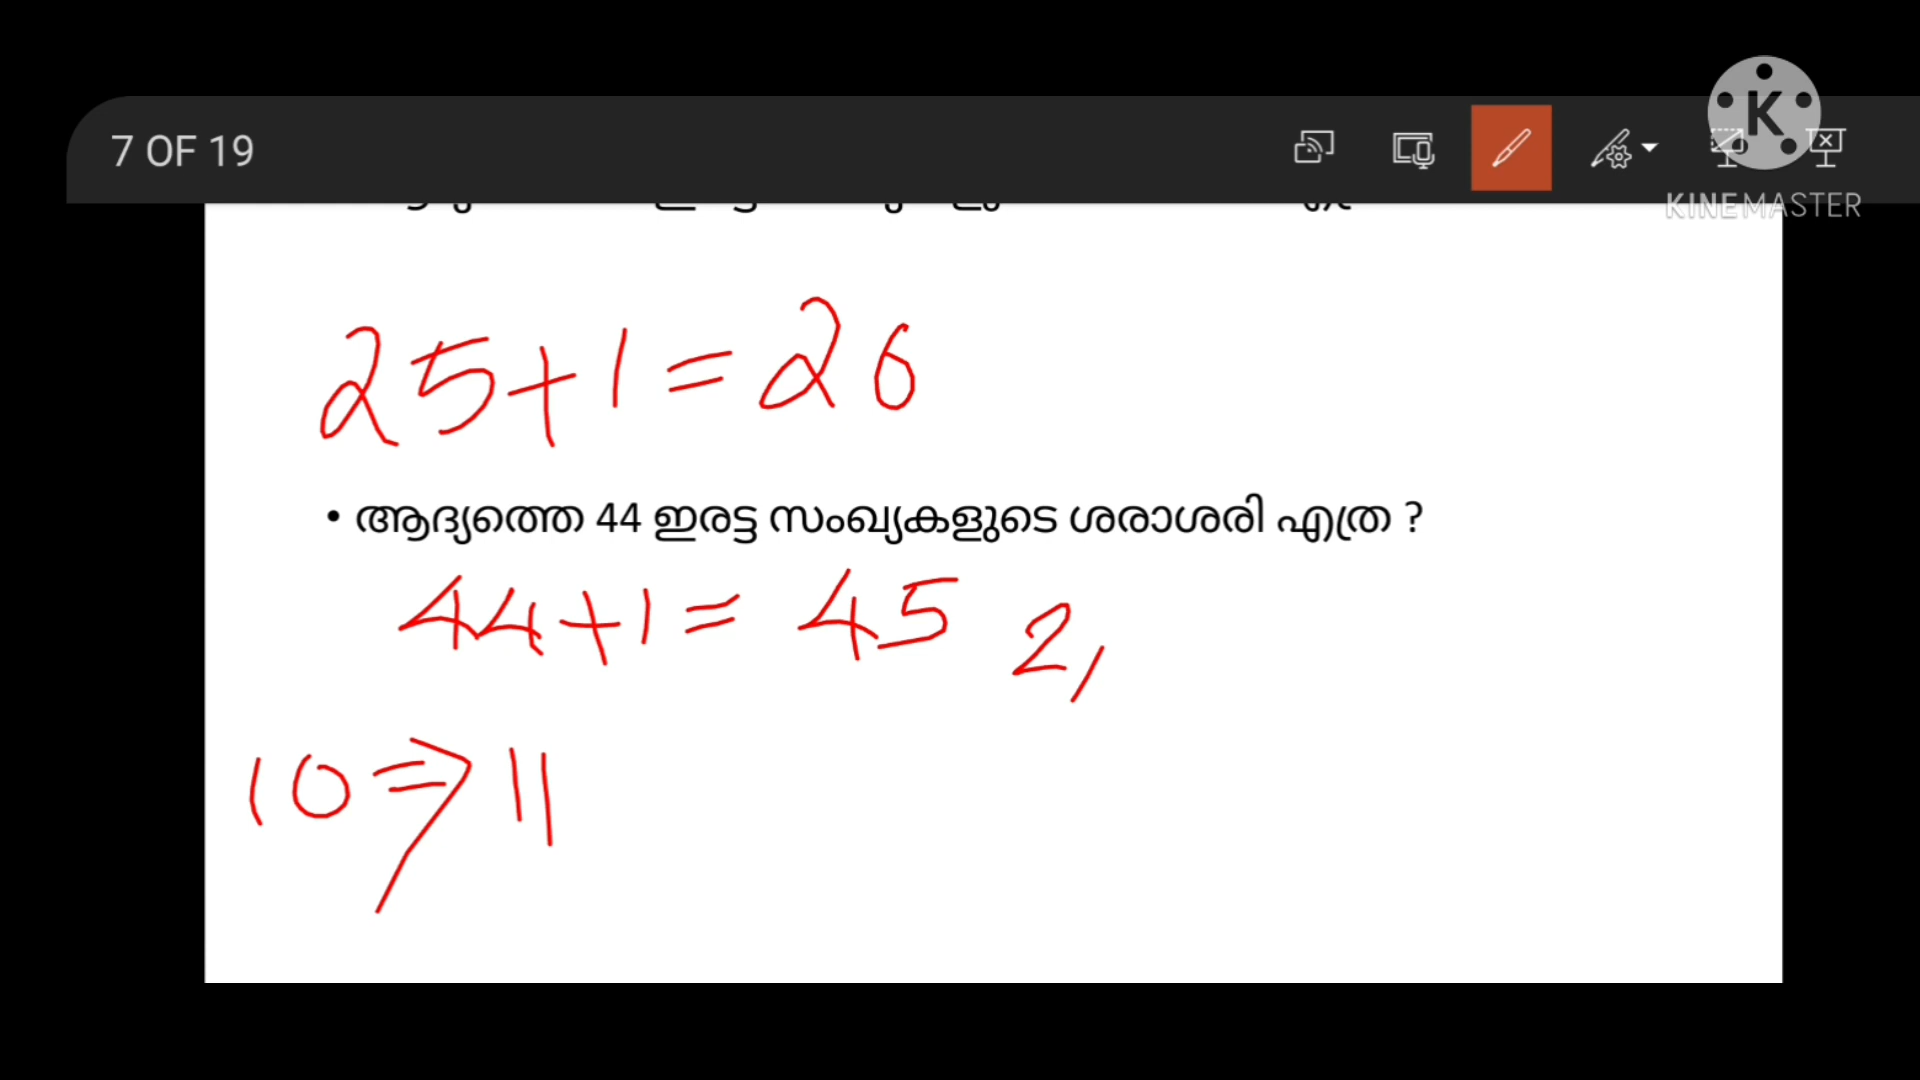 7 OF 19
KINEMASTER
25+1=26
• ആദ്യത്തെ 44 ഇരട്ട സംഖ്യകളുടെ ശരാശരി എത്ര ?
44+1= 45 2,
10⇒11